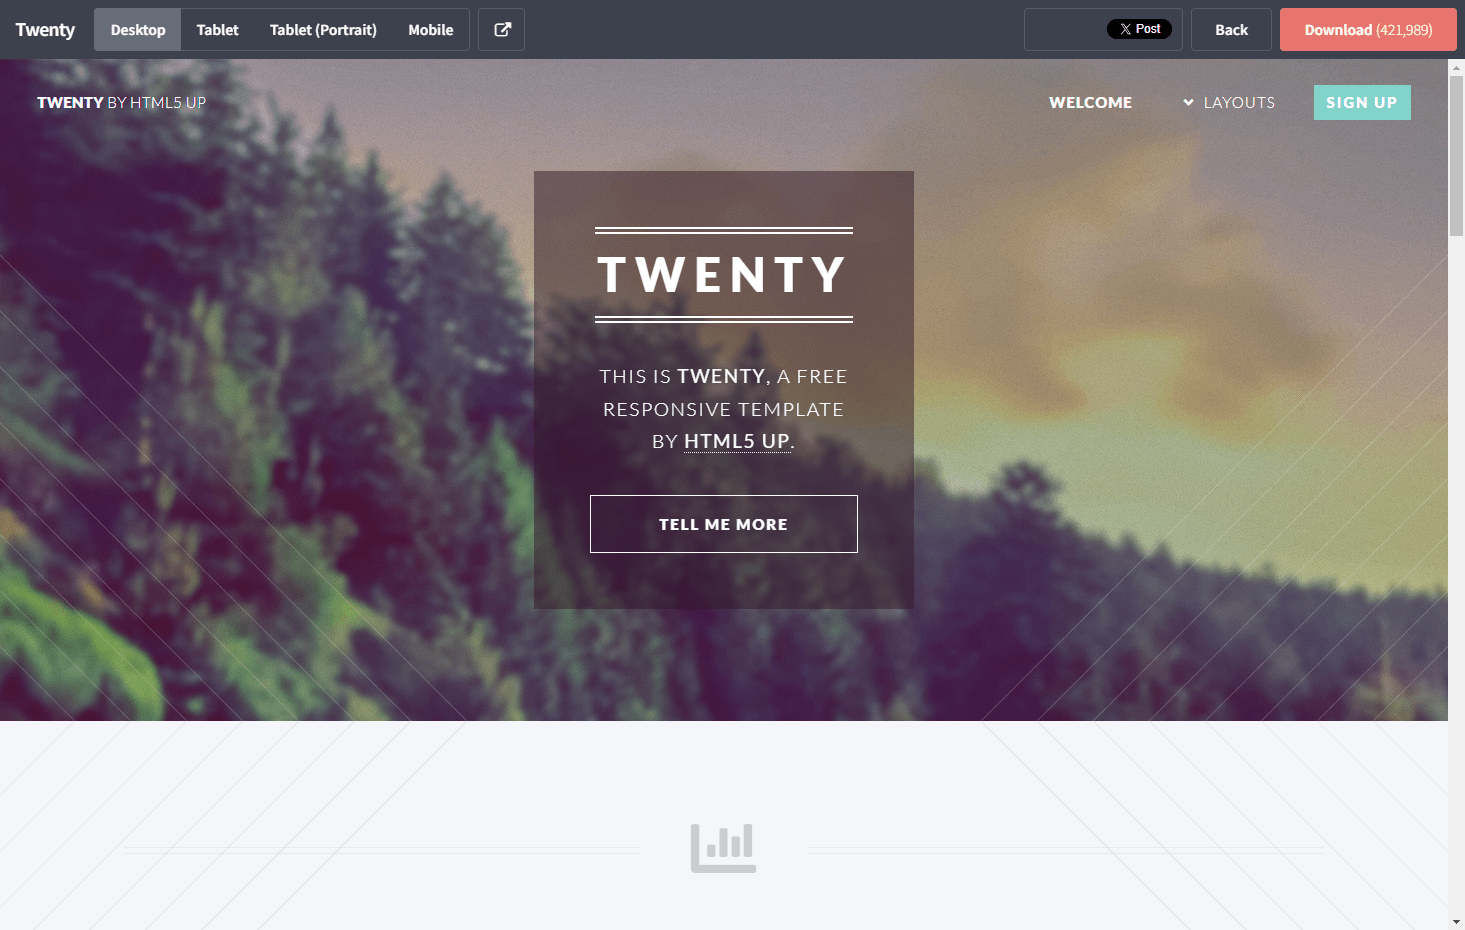 Twenty
Desktop
Tablet
Tablet (Portrait)
Mobile
Post
Back
Download (421,989)
TWENTY BY HTML5 UP
WELCOME
LAYOUTS
SIGN UP
TWENTY
THIS IS TWENTY, A FREE
RESPONSIVE TEMPLATE
BY HTML5 UP.
TELL ME MORE